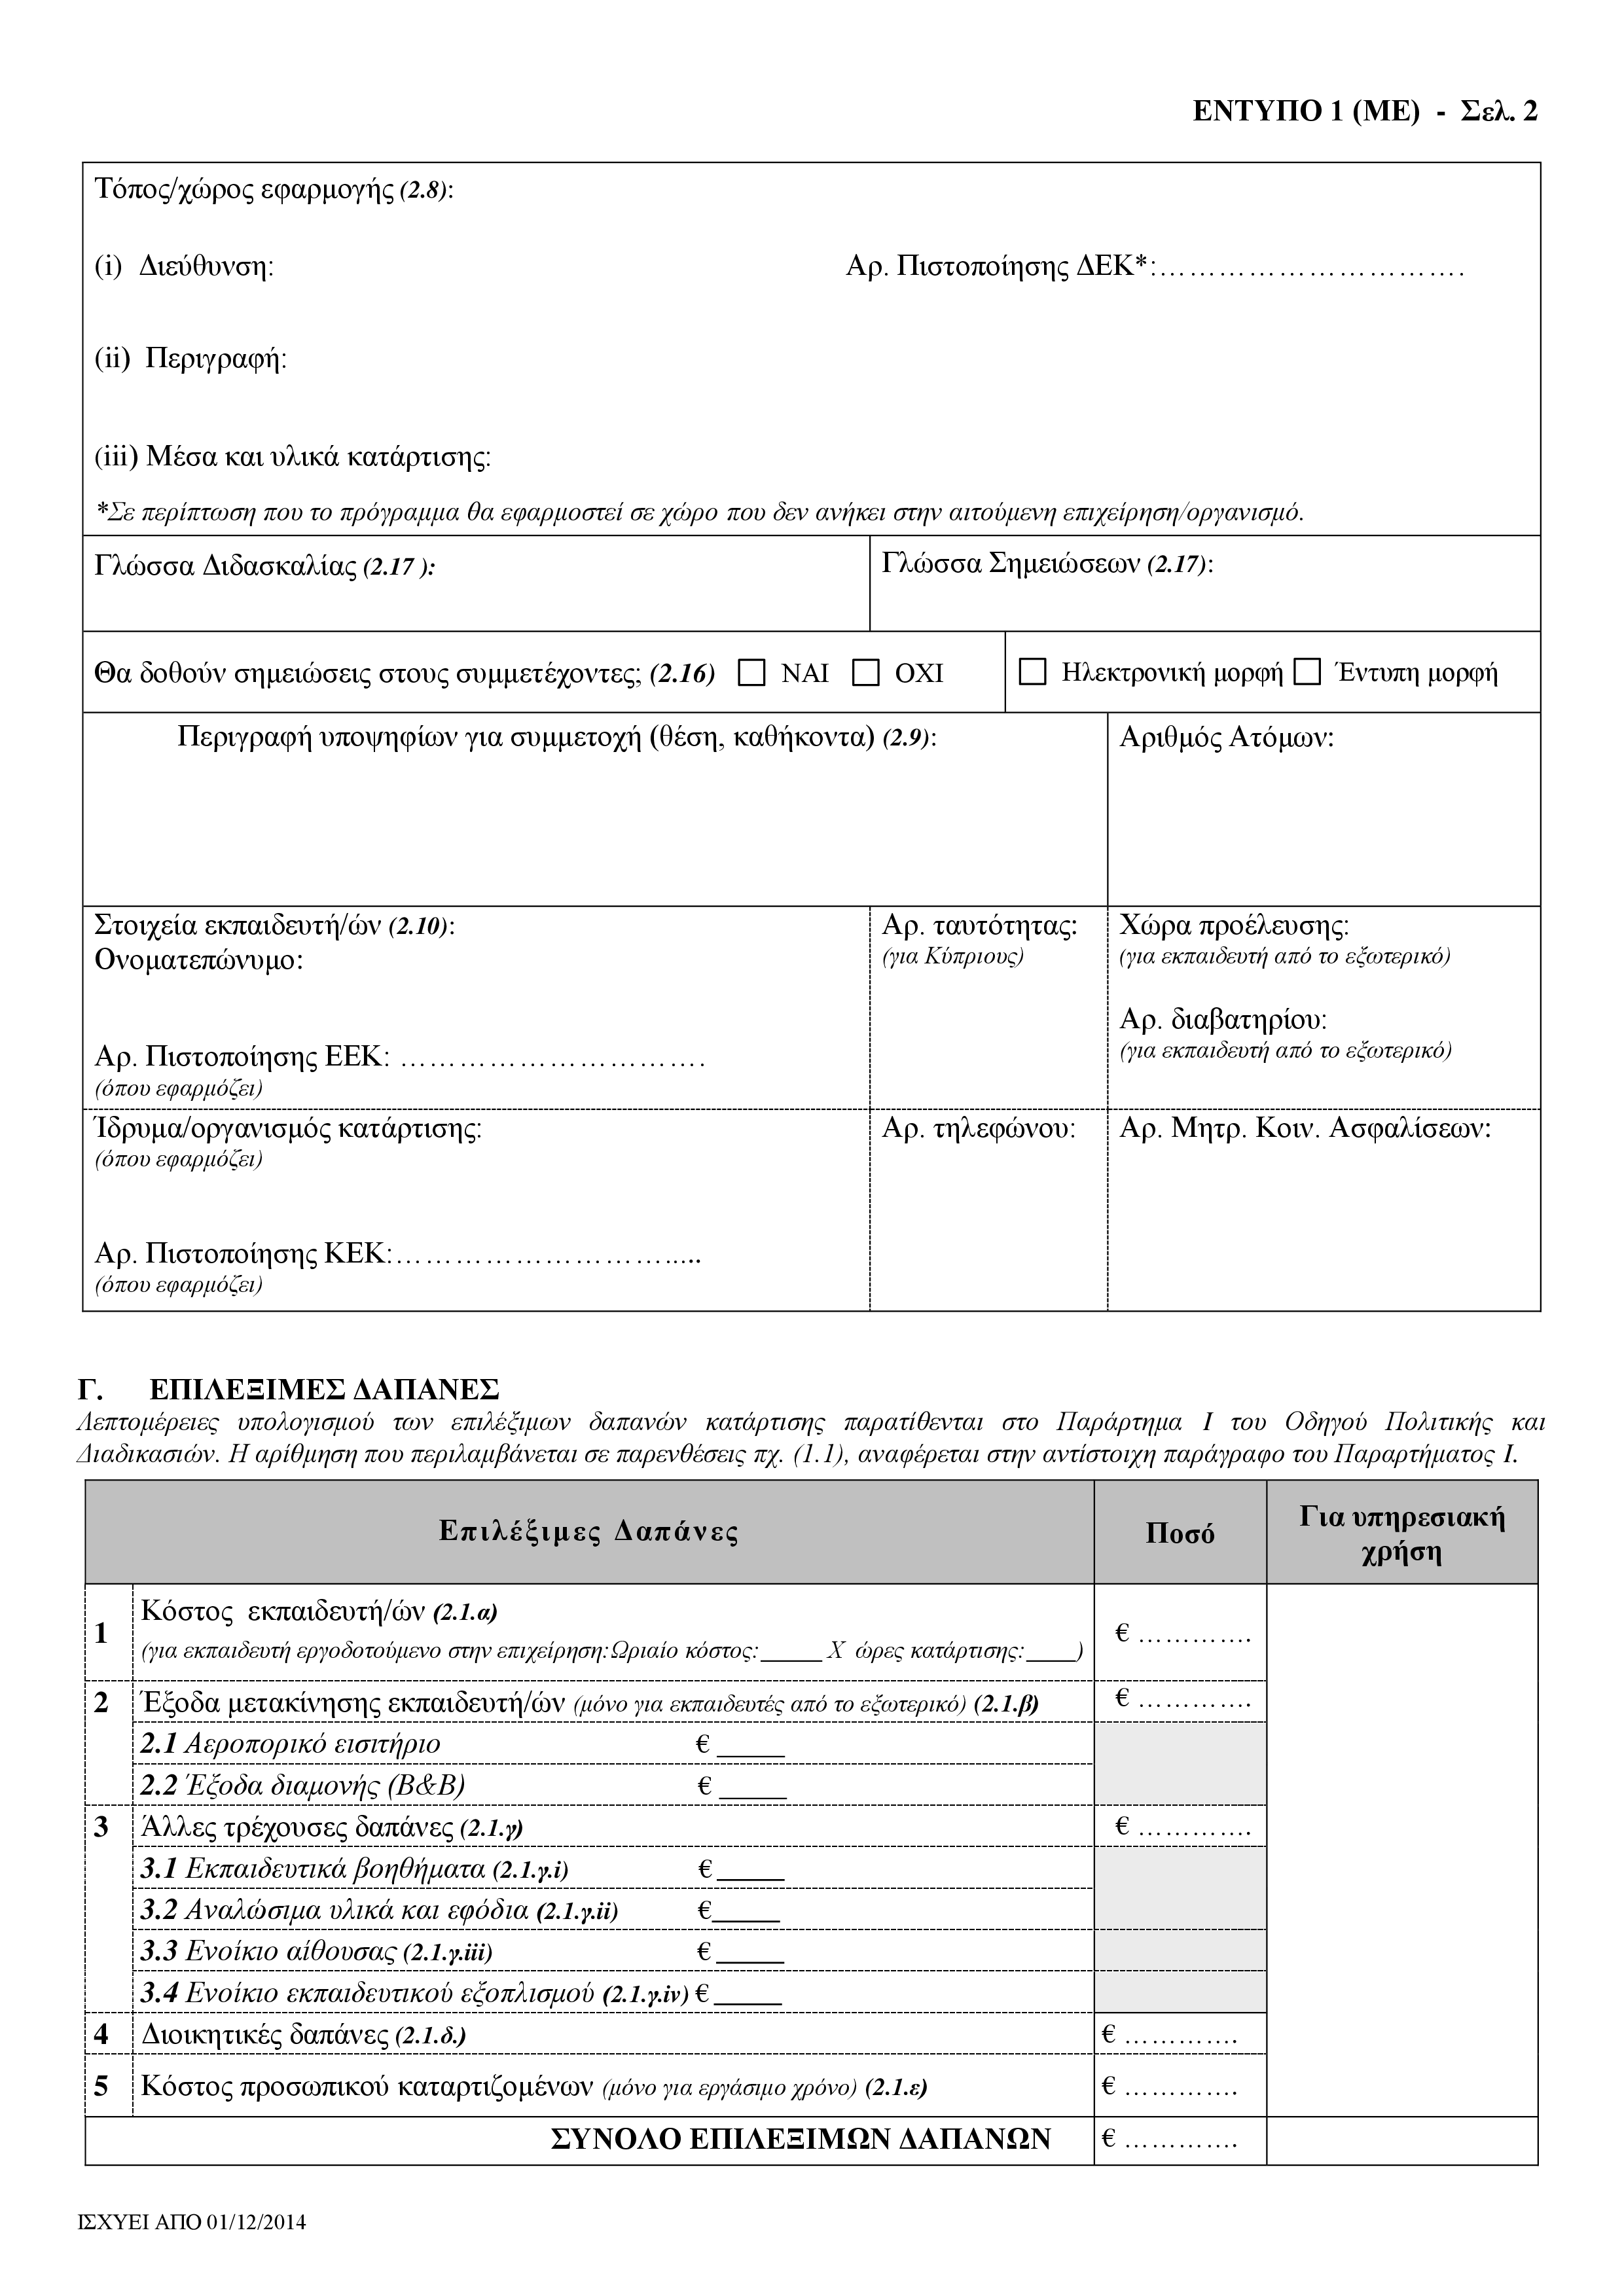 ΕΝΤΥΠΟ 1 (ΜΕ) - Σελ. 2
Τόπος/χώρος εφαρμογής (2.8):
(i) Διεύθυνση: Αρ. Πιστοποίησης ΔΕΚ*:……………………………
(ii) Περιγραφή:
(iii) Μέσα και υλικά κατάρτισης:
*Σε περίπτωση που το πρόγραμμα θα εφαρμοστεί σε χώρο που δεν ανήκει στην αιτούμενη επιχείρηση/οργανισμό.
Γλώσσα Διδασκαλίας (2.17 ): Γλώσσα Σημειώσεων (2.17):
Θα δοθούν σημειώσεις στους συμμετέχοντες; (2.16) ☐ ΝΑΙ ☐ ΟΧΙ ☐ Ηλεκτρονική μορφή ☐ Έντυπη μορφή
Περιγραφή υποψηφίων για συμμετοχή (θέση, καθήκοντα) (2.9): Αριθμός Ατόμων:
Στοιχεία εκπαιδευτή/ών (2.10):
Ονοματεπώνυμο:
Αρ. Πιστοποίησης ΕΕΚ: ………………………….
(όπου εφαρμόζει)
Αρ. ταυτότητας:
(για Κύπριους)
Χώρα προέλευσης:
(για εκπαιδευτή από το εξωτερικό)
Αρ. διαβατηρίου:
(για εκπαιδευτή από το εξωτερικό)
Ίδρυμα/οργανισμός κατάρτισης:
(όπου εφαρμόζει)
Αρ. Πιστοποίησης ΚΕΚ:………………………......
(όπου εφαρμόζει)
Αρ. τηλεφώνου:
Αρ. Μητρ. Κοιν. Ασφαλίσεων:
Γ. ΕΠΙΛΕΞΙΜΕΣ ΔΑΠΑΝΕΣ
Λεπτομέρειες υπολογισμού των επιλέξιμων δαπανών κατάρτισης παρατίθενται στο Παράρτημα Ι του Οδηγού Πολιτικής και
Διαδικασιών. Η αρίθμηση που περιλαμβάνεται σε παρενθέσεις πχ. (1.1), αναφέρεται στην αντίστοιχη παράγραφο του Παραρτήματος Ι.
Επιλέξιμες Δαπάνες Ποσό Για υπηρεσιακή
χρήση
1 Κόστος εκπαιδευτή/ών (2.1.α) € ………….
(για εκπαιδευτή εργοδοτούμενο στην επιχείρηση:Ωριαίο κόστος:_____ Χ ώρες κατάρτισης:____)
2 Έξοδα μετακίνησης εκπαιδευτή/ών (μόνο για εκπαιδευτές από το εξωτερικό) (2.1.β) € ………….
2.1 Αεροπορικό εισιτήριο € _____
2.2 Έξοδα διαμονής (B&B) € _____
3 Άλλες τρέχουσες δαπάνες (2.1.γ) € ………….
3.1 Εκπαιδευτικά βοηθήματα (2.1.γ.i) € _____
3.2 Αναλώσιμα υλικά και εφόδια (2.1.γ.ii) €_____
3.3 Ενοίκιο αίθουσας (2.1.γ.iii) € _____
3.4 Ενοίκιο εκπαιδευτικού εξοπλισμού (2.1.γ.iv) € _____
4 Διοικητικές δαπάνες (2.1.δ.) € ………….
5 Κόστος προσωπικού καταρτιζομένων (μόνο για εργάσιμο χρόνο) (2.1.ε) € ………….
ΣΥΝΟΛΟ ΕΠΙΛΕΞΙΜΩΝ ΔΑΠΑΝΩΝ € ………….
ΙΣΧΥΕΙ ΑΠΟ 01/12/2014